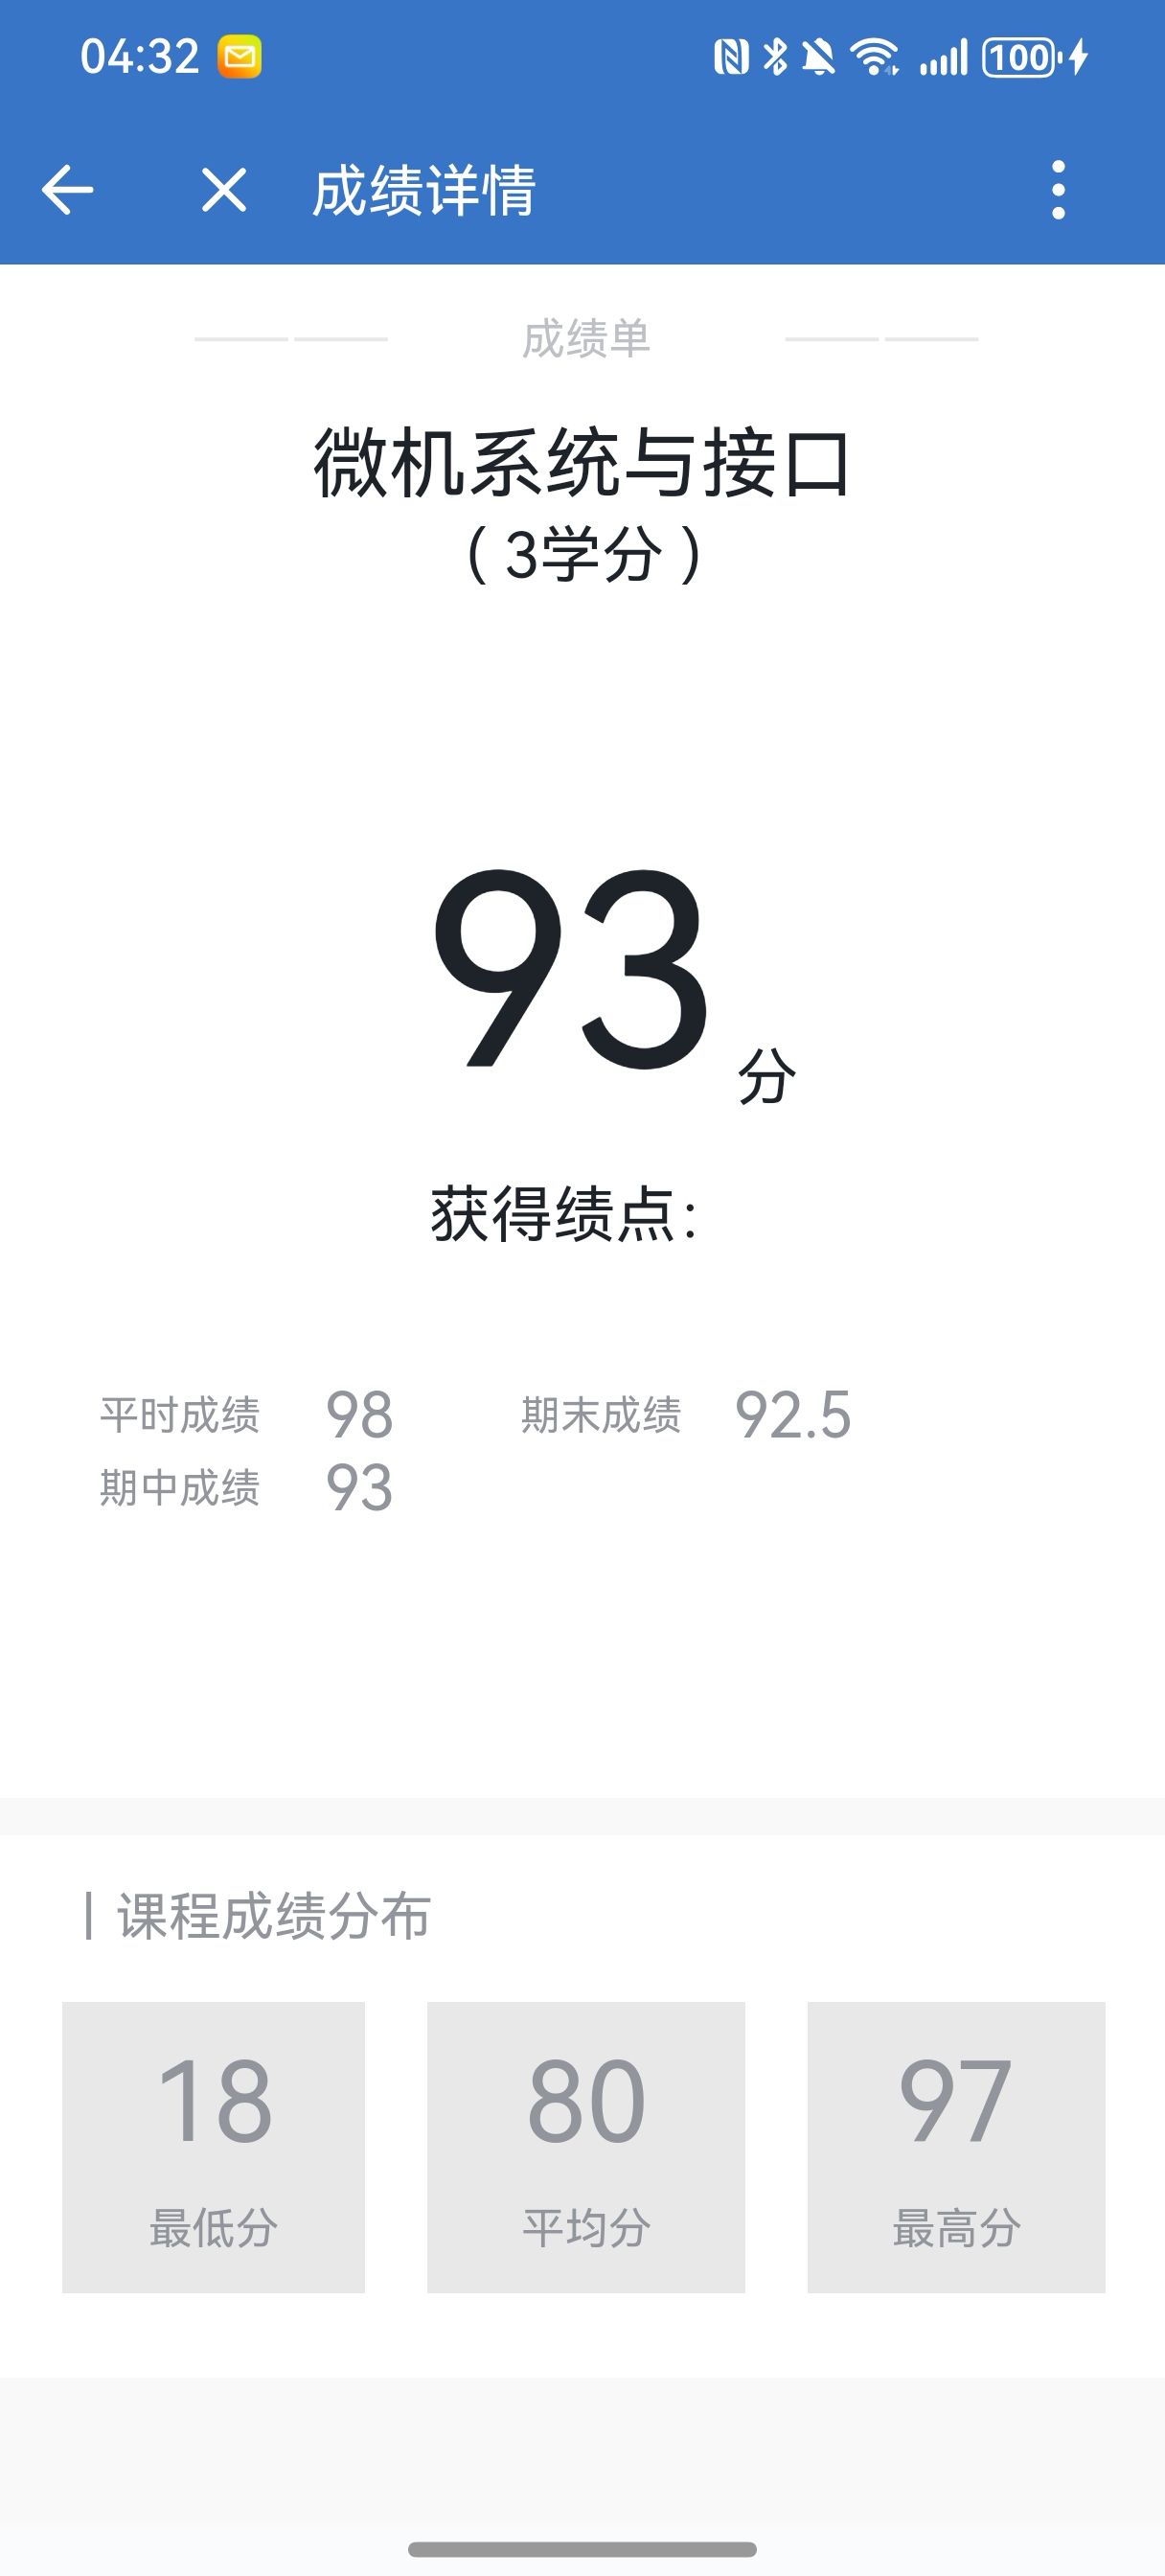 04:32 100
成绩详情
成绩单
微机系统与接口
（3学分）
93 分
获得绩点:
平时成绩 98 期末成绩 92.5
期中成绩 93
课程成绩分布
18 80 97
最低分 平均分 最高分